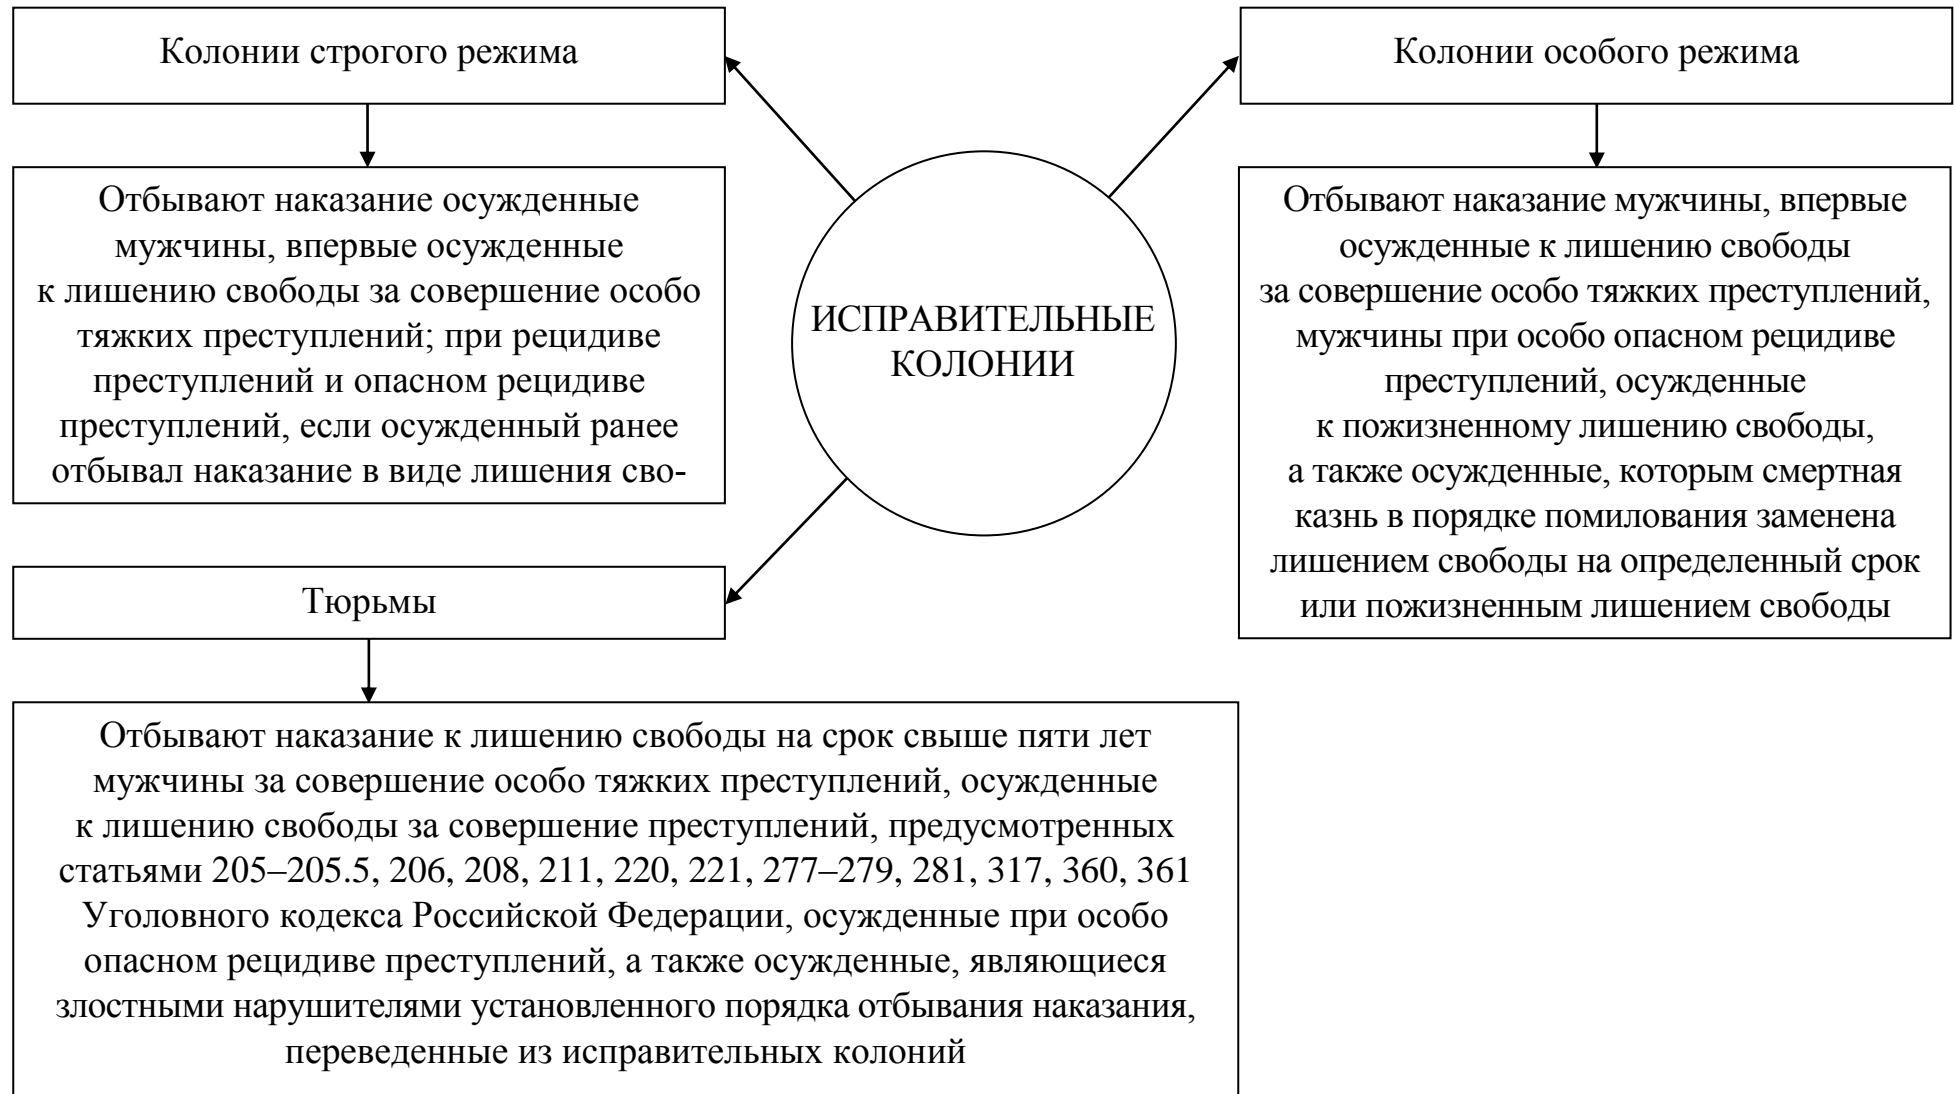 Колонии строгого режима
Отбывают наказание осужденные
мужчины, впервые осужденные
к лишению свободы за совершение особо
тяжких преступлений; при рецидиве
преступлений и опасном рецидиве
преступлений, если осужденный ранее
отбывал наказание в виде лишения сво-
Колонии особого режима
Отбывают наказание мужчины, впервые
осужденные к лишению свободы
за совершение особо тяжких преступлений,
мужчины при особо опасном рецидиве
преступлений, осужденные
к пожизненному лишению свободы,
а также осужденные, которым смертная
казнь в порядке помилования заменена
лишением свободы на определенный срок
или пожизненным лишением свободы
ИСПРАВИТЕЛЬНЫЕ
КОЛОНИИ
Тюрьмы
Отбывают наказание к лишению свободы на срок свыше пяти лет
мужчины за совершение особо тяжких преступлений, осужденные
к лишению свободы за совершение преступлений, предусмотренных
статьями 205–205.5, 206, 208, 211, 220, 221, 277–279, 281, 317, 360, 361
Уголовного кодекса Российской Федерации, осужденные при особо
опасном рецидиве преступлений, а также осужденные, являющиеся
злостными нарушителями установленного порядка отбывания наказания,
переведенные из исправительных колоний